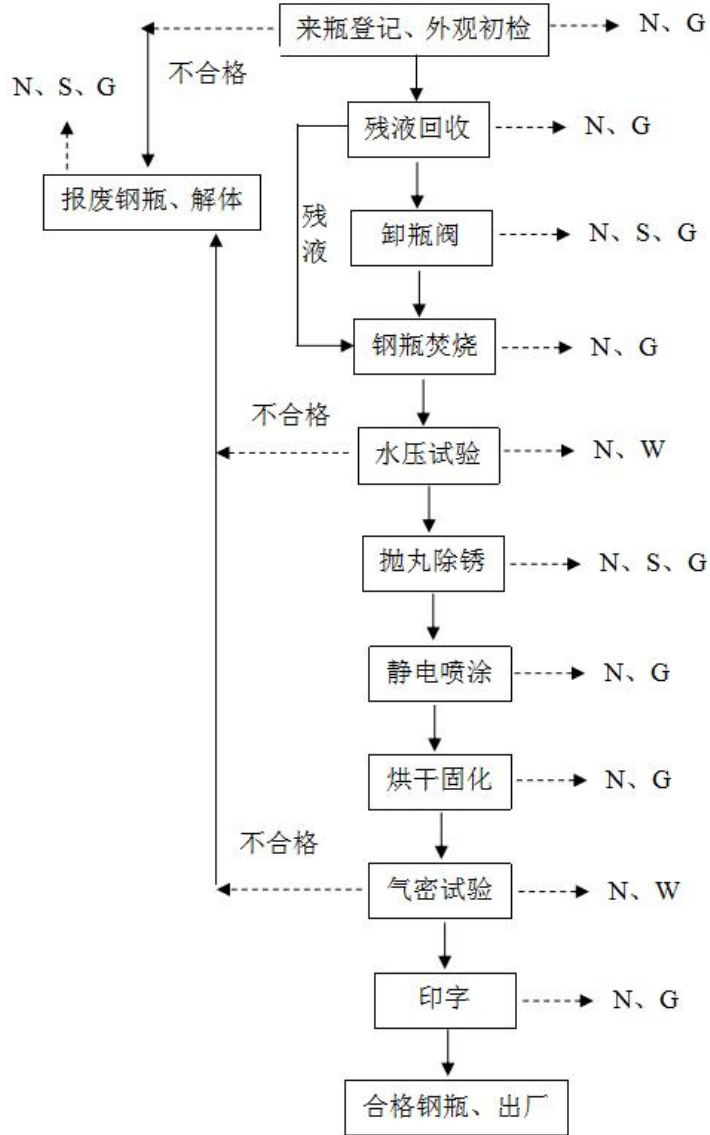 来瓶登记、外观初检
N、G
不合格
N、S、G
残液回收
N、G
报废钢瓶、解体
残液
卸瓶阀
N、S、G
钢瓶焚烧
N、G
不合格
水压试验
N、W
抛丸除锈
N、S、G
静电喷涂
N、G
烘干固化
N、G
不合格
气密试验
N、W
印字
N、G
合格钢瓶、出厂